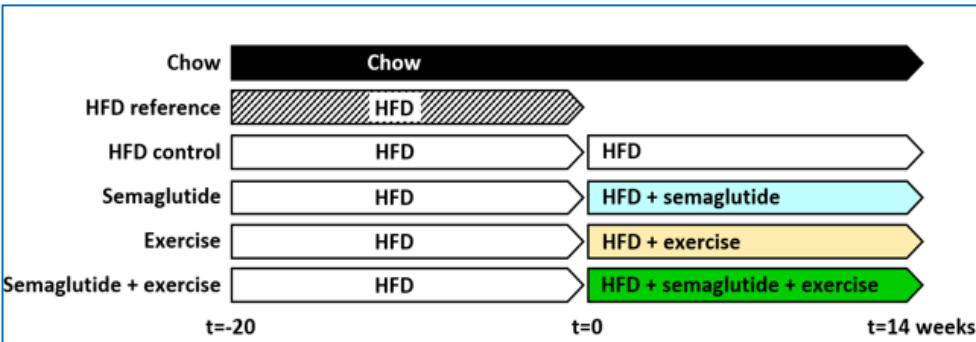 Chow Chow
HFD reference HFD
HFD control HFD HFD
Semaglutide HFD HFD + semaglutide
Exercise HFD HFD + exercise
Semaglutide + exercise HFD HFD + semaglutide + exercise
t=-20 t=0 t=14 weeks